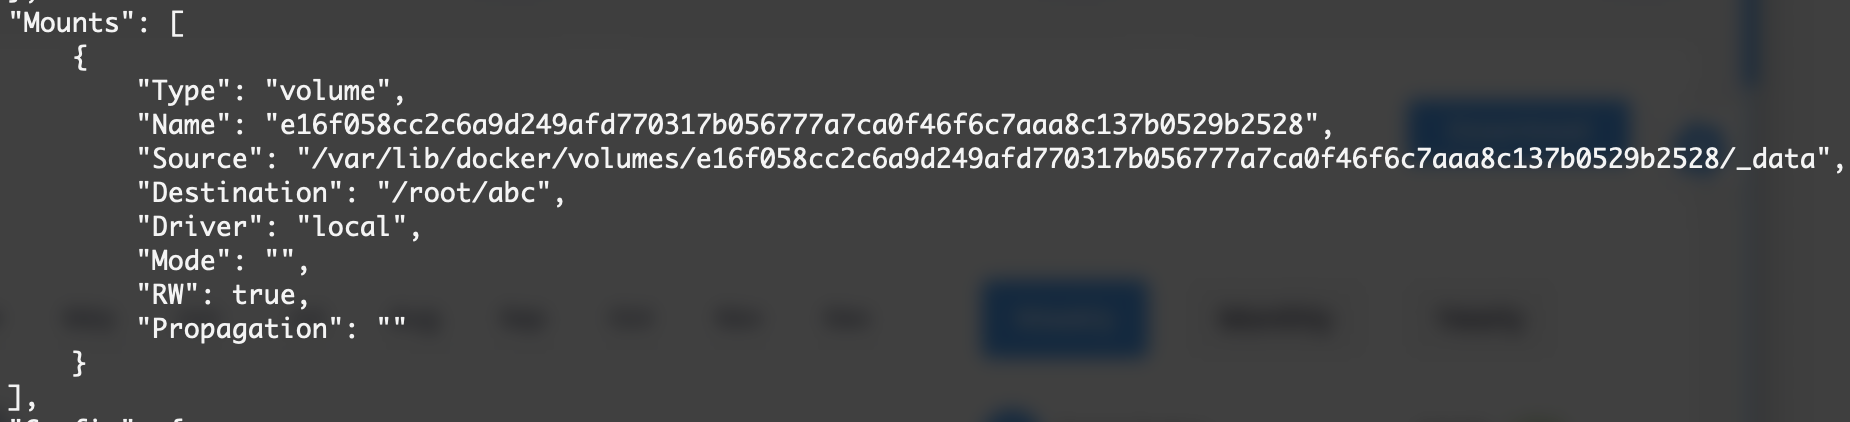 "Mounts": [
{
"Type": "volume",
"Name": "e16f058cc2c6a9d249afd770317b056777a7ca0f46f6c7aaa8c137b0529b2528",
"Source": "/var/lib/docker/volumes/e16f058cc2c6a9d249afd770317b056777a7ca0f46f6c7aaa8c137b0529b2528/_data",
"Destination": "/root/abc",
"Driver": "local",
"Mode": "",
"RW": true,
"Propagation": ""
}
],